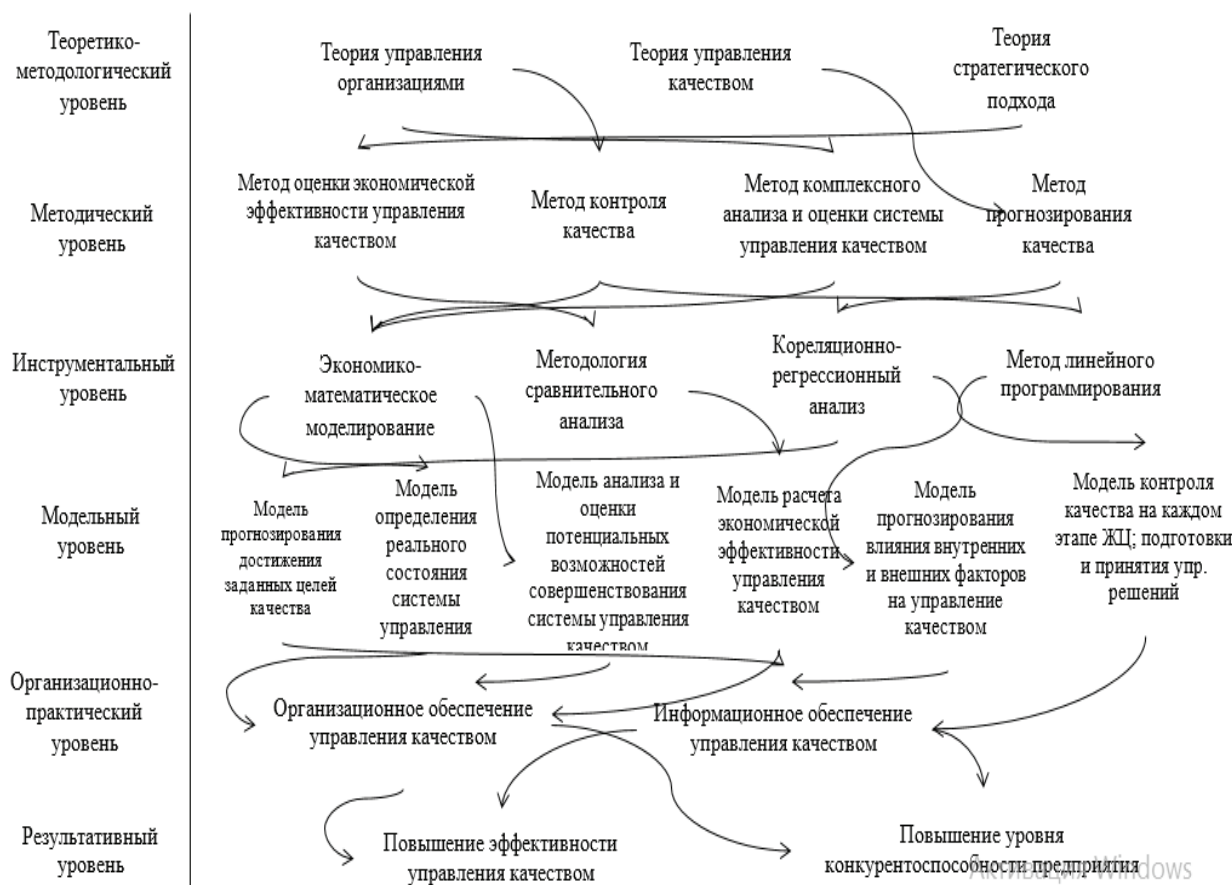 Теоретико-
методологический
уровень
Теория управления
организациями
Теория управления
качеством
Теория
стратегического
подхода
Методический
уровень
Метод оценки экономической
эффективности управления
качеством
Метод контроля
качества
Метод комплексного
анализа и оценки системы
управления качеством
Метод
прогнозирования
качества
Инструментальный
уровень
Экономико-
математическое
моделирование
Методология
сравнительного
анализа
Кореляционно-
регрессионный
анализ
Метод линейного
программирования
Модельный
уровень
Модель
прогнозирования
достижения
заданных целей
качества
Модель
определения
реального
состояния
системы
управления
Модель анализа и
оценки
потенциальных
возможностей
совершенствования
системы управления
качеством
Модель расчета
экономической
эффективности
управления
качеством
Модель
прогнозирования
влияния внутренних
и внешних факторов
на управление
качеством
Модель контроля
качества на каждом
этапе ЖЦ; подготовки
и принятия упр.
решений
Организационно-
практический
уровень
Организационное обеспечение
управления качеством
Информационное обеспечение
управления качеством
Результативный
уровень
Повышение эффективности
управления качеством
Повышение уровня
конкурентоспособности предприятия
Активация Windows